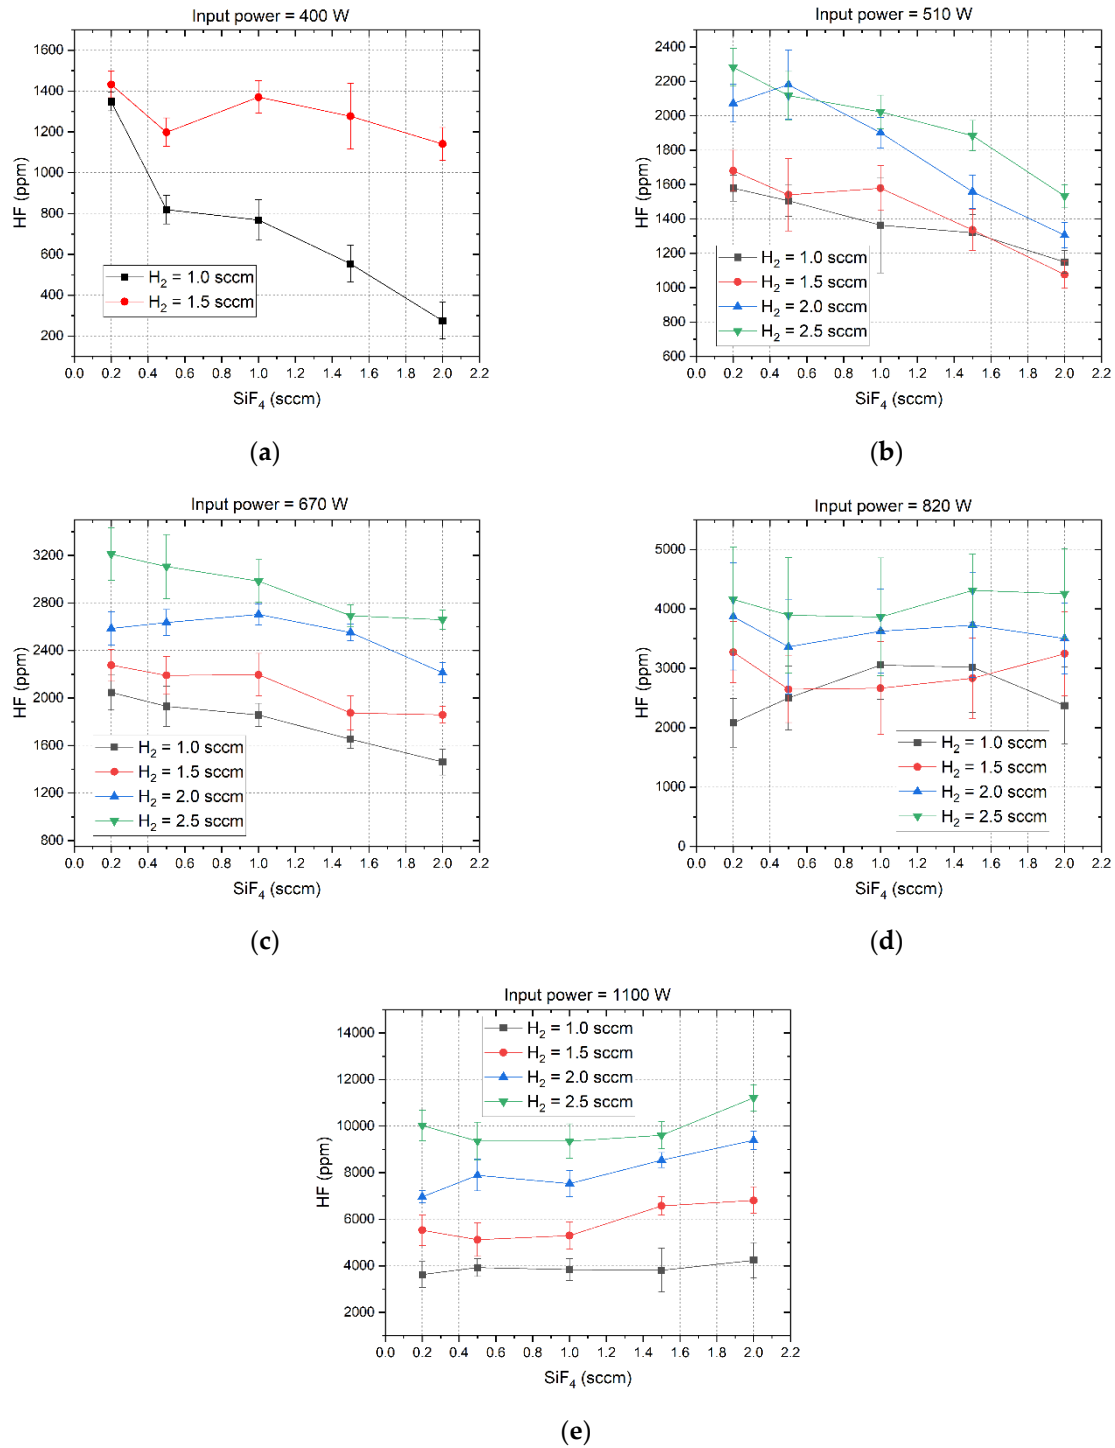 Input power = 400 W
HF (ppm)
1600
1400
1200
1000
800
600
400
200
H₂ = 1.0 sccm
H₂ = 1.5 sccm
0.0 0.2 0.4 0.6 0.8 1.0 1.2 1.4 1.6 1.8 2.0 2.2
SiF₄ (sccm)
(a)
Input power = 510 W
HF (ppm)
2400
2200
2000
1800
1600
1400
1200
1000
800
600
H₂ = 1.0 sccm
H₂ = 1.5 sccm
H₂ = 2.0 sccm
H₂ = 2.5 sccm
0.0 0.2 0.4 0.6 0.8 1.0 1.2 1.4 1.6 1.8 2.0 2.2
SiF₄ (sccm)
(b)
Input power = 670 W
HF (ppm)
3200
2800
2400
2000
1600
1200
800
H₂ = 1.0 sccm
H₂ = 1.5 sccm
H₂ = 2.0 sccm
H₂ = 2.5 sccm
0.0 0.2 0.4 0.6 0.8 1.0 1.2 1.4 1.6 1.8 2.0 2.2
SiF₄ (sccm)
(c)
Input power = 820 W
HF (ppm)
5000
4000
3000
2000
1000
0
H₂ = 1.0 sccm
H₂ = 1.5 sccm
H₂ = 2.0 sccm
H₂ = 2.5 sccm
0.0 0.2 0.4 0.6 0.8 1.0 1.2 1.4 1.6 1.8 2.0 2.2
SiF₄ (sccm)
(d)
Input power = 1100 W
HF (ppm)
14000
12000
10000
8000
6000
4000
2000
H₂ = 1.0 sccm
H₂ = 1.5 sccm
H₂ = 2.0 sccm
H₂ = 2.5 sccm
0.0 0.2 0.4 0.6 0.8 1.0 1.2 1.4 1.6 1.8 2.0 2.2
SiF₄ (sccm)
(e)